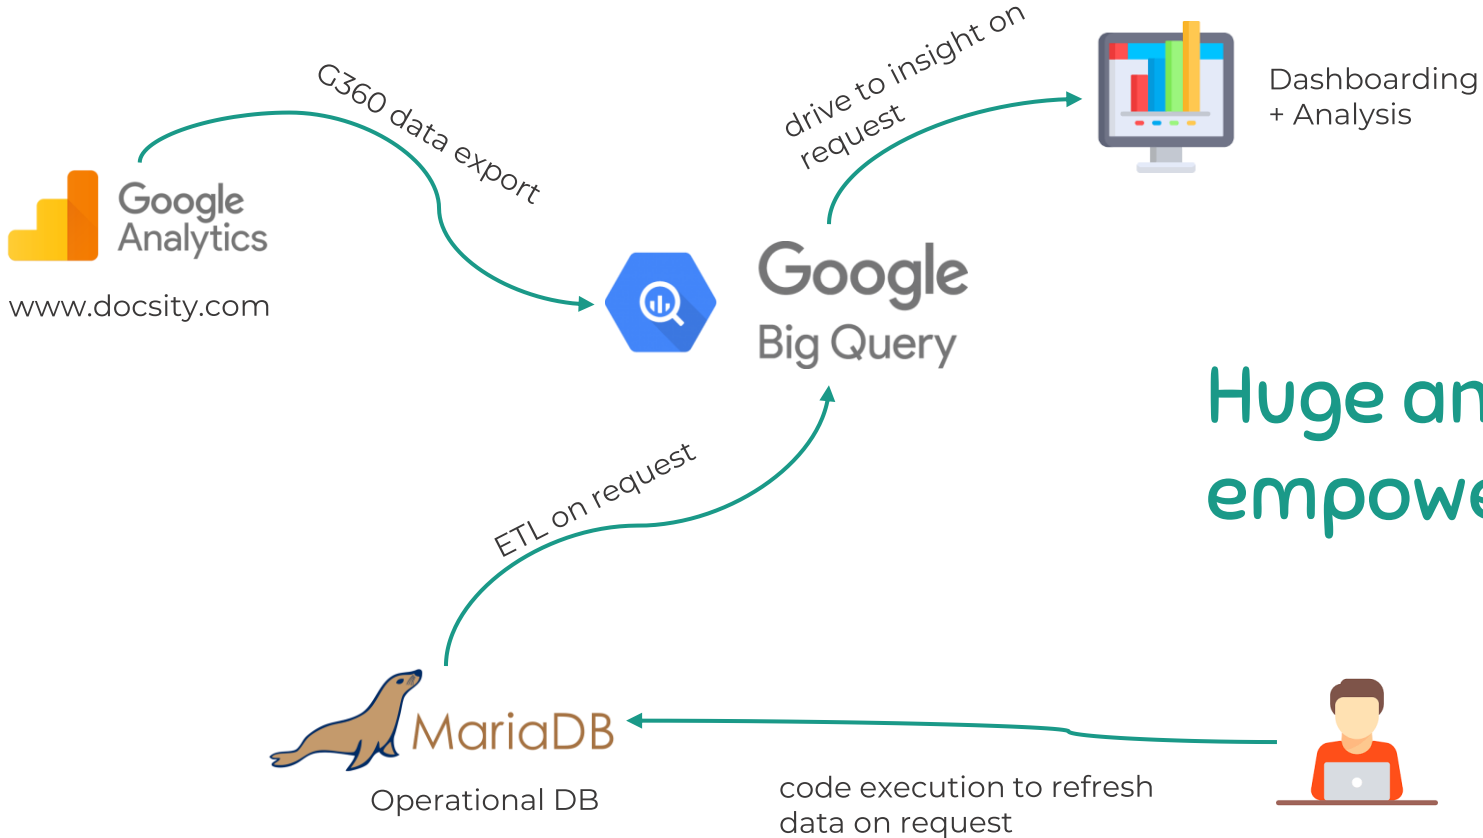 G360 data export
drive to insight on
request
Dashboarding
+ Analysis
Google
Analytics
www.docsity.com
Google
Big Query
Huge
ETL on request
MariaDB
Operational DB
code execution to refresh
data on request